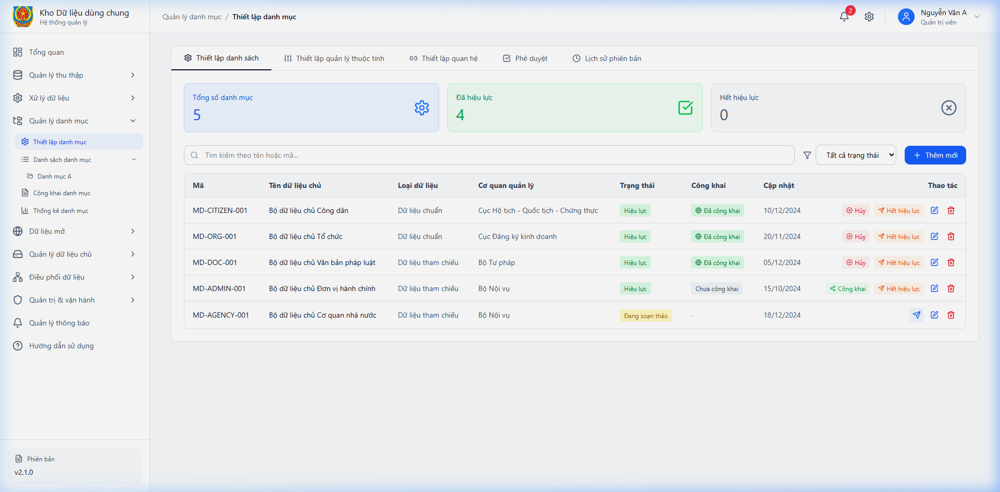 Kho Dữ liệu dùng chung
Hệ thống quản lý
Quản lý danh mục / Thiết lập danh mục
2
Nguyễn Văn A
Quản trị viên
Tổng quan
Quản lý thu thập
Xử lý dữ liệu
Quản lý danh mục
Thiết lập danh mục
Danh sách danh mục
Danh mục A
Công khai danh mục
Thống kê danh mục
Dữ liệu mở
Quản lý dữ liệu chủ
Điều phối dữ liệu
Quản trị & vận hành
Quản lý thông báo
Hướng dẫn sử dụng
Phiên bản
v2.1.0
Thiết lập danh sách Thiết lập quản lý thuộc tính Thiết lập quan hệ Phê duyệt Lịch sử phiên bản
Tổng số danh mục
5
Đã hiệu lực
4
Hết hiệu lực
0
Tìm kiếm theo tên hoặc mã... Tất cả trạng thái Thêm mới
Mã Tên dữ liệu chủ Loại dữ liệu Cơ quan quản lý Trạng thái Công khai Cập nhật Thao tác
MD-CITIZEN-001 Bộ dữ liệu chủ Công dân Dữ liệu chuẩn Cục Hộ tịch - Quốc tịch - Chứng thực Hiệu lực Đã công khai 10/12/2024 Hủy Hết hiệu lực
MD-ORG-001 Bộ dữ liệu chủ Tổ chức Dữ liệu chuẩn Cục Đăng ký kinh doanh Hiệu lực Đã công khai 20/11/2024 Hủy Hết hiệu lực
MD-DOC-001 Bộ dữ liệu chủ Văn bản pháp luật Dữ liệu tham chiếu Bộ Tư pháp Hiệu lực Đã công khai 05/12/2024 Hủy Hết hiệu lực
MD-ADMIN-001 Bộ dữ liệu chủ Đơn vị hành chính Dữ liệu tham chiếu Bộ Nội vụ Hiệu lực Chưa công khai 15/10/2024 Công khai Hết hiệu lực
MD-AGENCY-001 Bộ dữ liệu chủ Cơ quan nhà nước Dữ liệu tham chiếu Bộ Nội vụ Đang soạn thảo - 18/12/2024